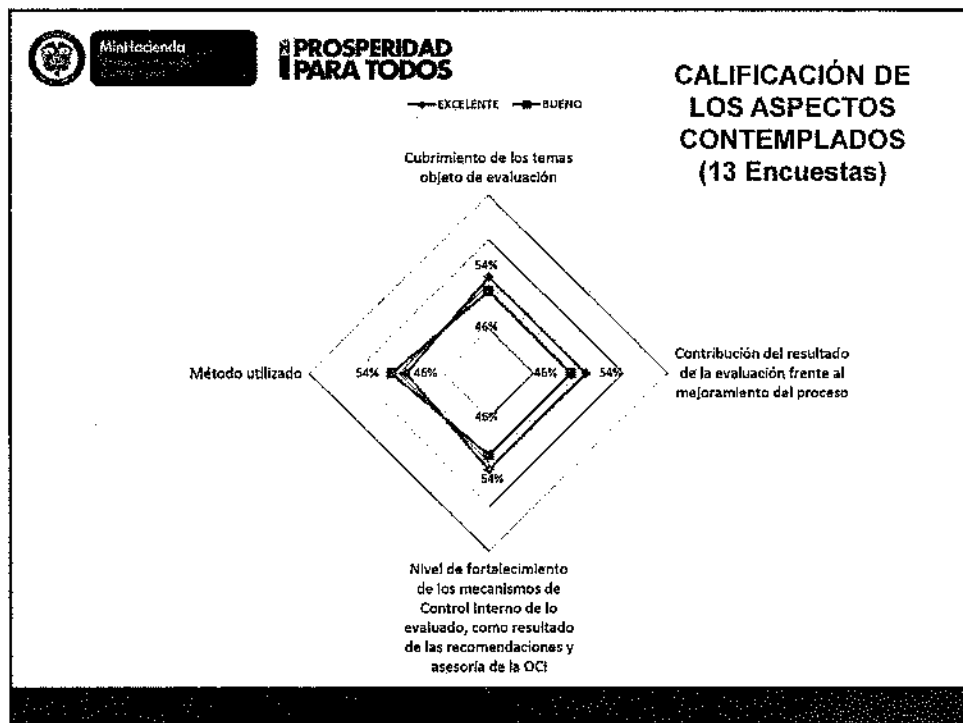 MinHacienda
PROSPERIDAD
PARA TODOS
CALIFICACIÓN DE
LOS ASPECTOS
CONTEMPLADOS
(13 Encuestas)
EXCELENTE BUENO
Cubrimiento de los temas
objeto de evaluación
54%
46%
Método utilizado
54% 46%
46% 54%
Contribución del resultado
de la evaluación frente al
mejoramiento del proceso
46%
54%
Nivel de fortalecimiento
de los mecanismos de
Control Interno de lo
evaluado, como resultado
de las recomendaciones y
asesoría de la OCI